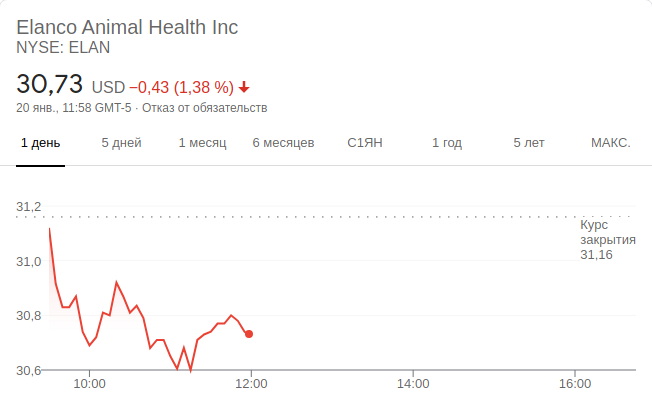 Elanco Animal Health Inc
NYSE: ELAN
30,73 USD −0,43 (1,38 %)
20 янв., 11:58 GMT-5 · Отказ от обязательств
1 день 5 дней 1 месяц 6 месяцев С1ЯН 1 год 5 лет МАКС.
31,2
Курс
закрытия
31,16
31,0
30,8
30,6
10:00 12:00 14:00 16:00